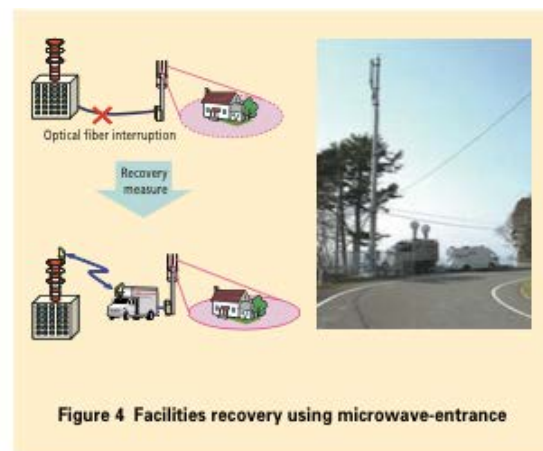 Optical fiber interruption
Recovery
measure
Figure 4 Facilities recovery using microwave-entrance